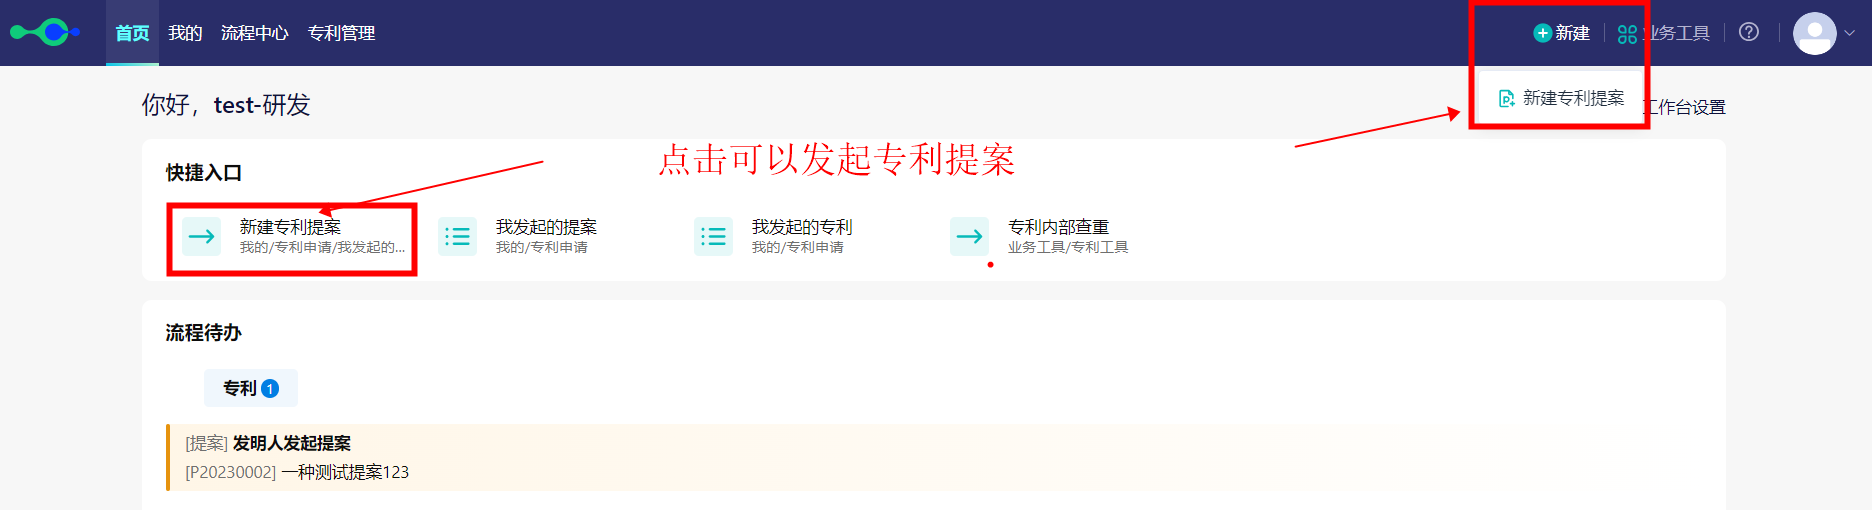 首页 我的 流程中心 专利管理 新建 业务工具
新建专利提案
你好，test-研发
工作台设置
点击可以发起专利提案
快捷入口
新建专利提案 我发起的提案 我发起的专利 专利内部查重
我的/专利申请/我发起的... 我的/专利申请 我的/专利申请 业务工具/专利工具
流程待办
专利 1
[提案] 发明人发起提案
[P20230002] 一种测试提案123